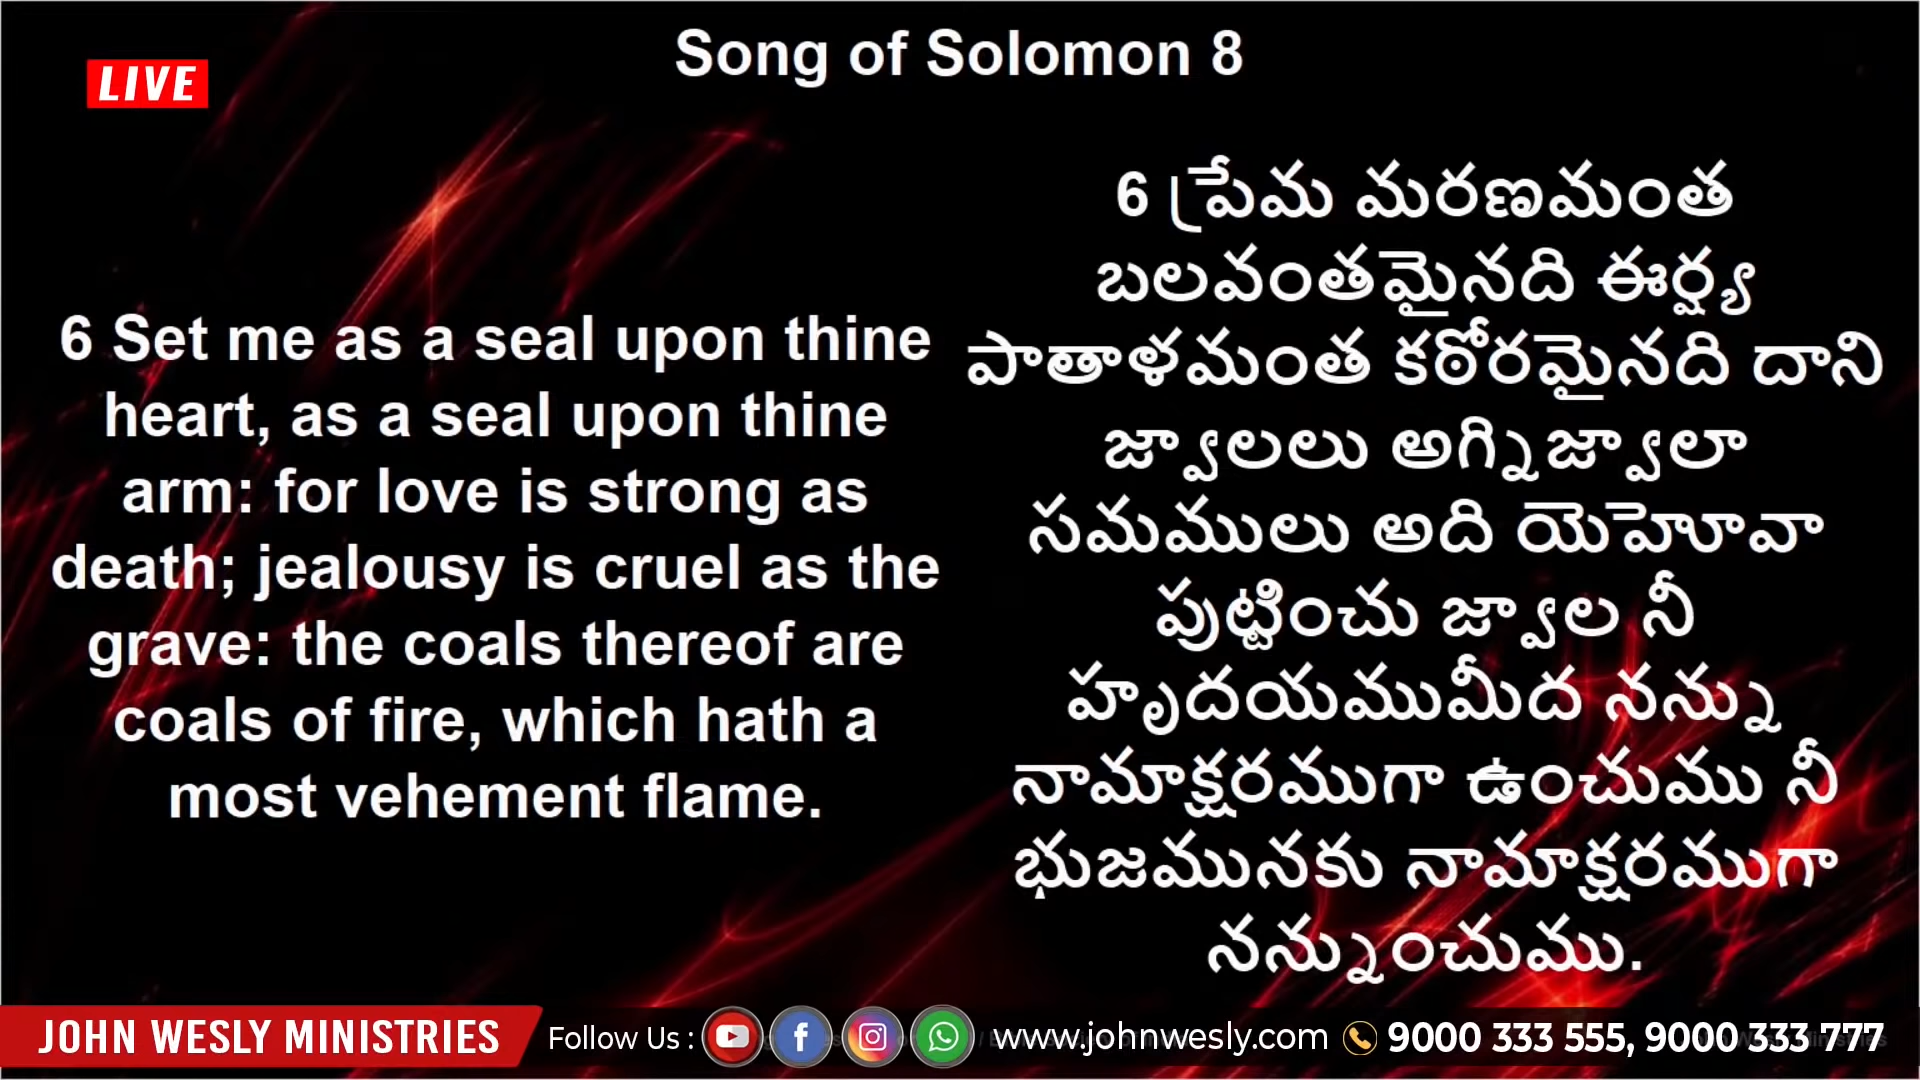 Song of Solomon 8
LIVE
6 Set me as a seal upon thine
heart, as a seal upon thine
arm: for love is strong as
death; jealousy is cruel as the
grave: the coals thereof are
coals of fire, which hath a
most vehement flame.
6 ప్రేమ మరణమంత
బలవంతమైనది ఈర్ష్య
పాతాళమంత కఠోరమైనది దాని
జ్వాలలు అగ్నిజ్వాలా
సమములు అది యెహోవా
పుట్టించు జ్వాల నీ
హృదయముమీద నన్ను
నామాక్షరముగా ఉంచుము నీ
భుజమునకు నామాక్షరముగా
నన్నుంచుము.
JOHN WESLY MINISTRIES Follow Us : www.johnwesly.com 9000 333 555, 9000 333 777